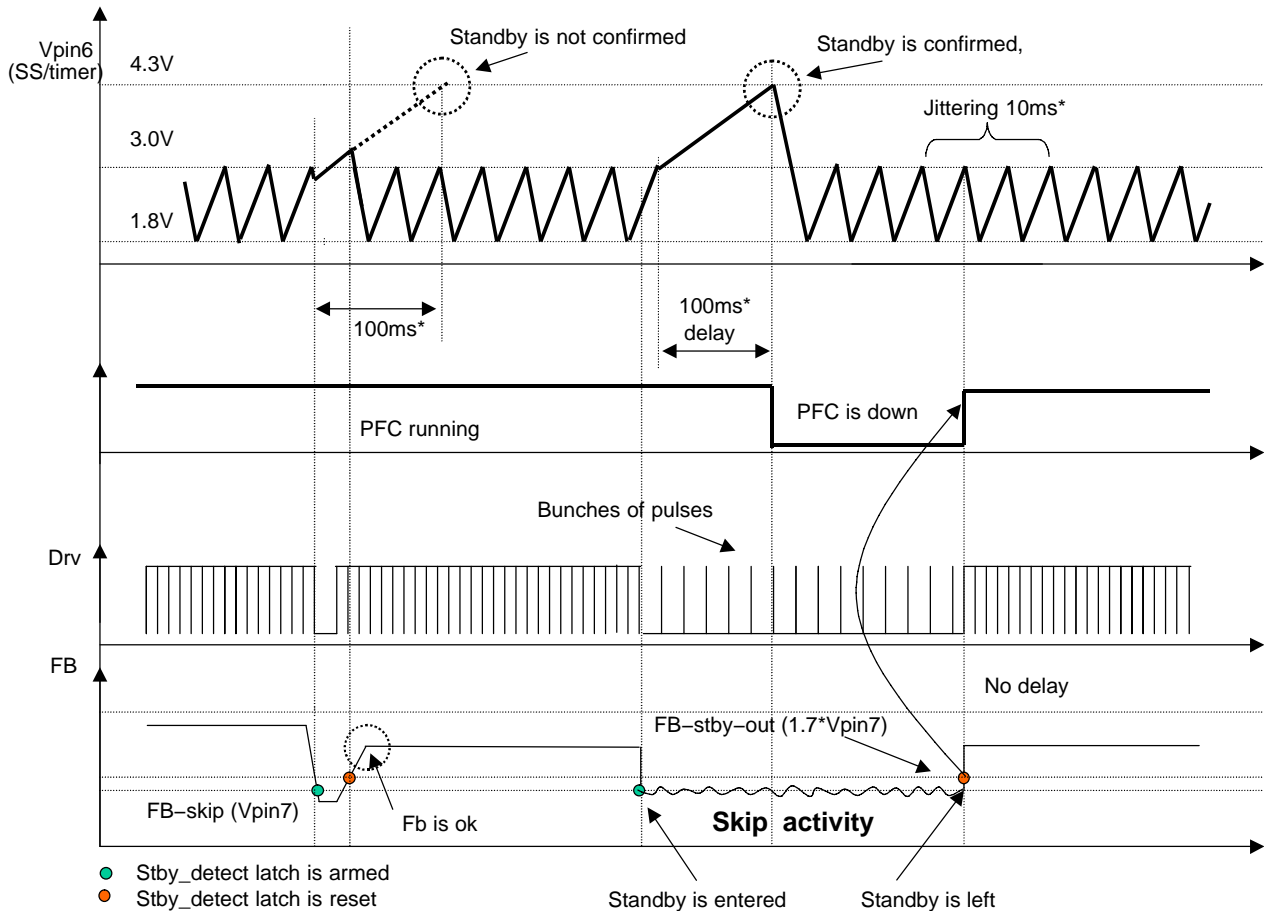 Vpin6
(SS/timer)
4.3V
3.0V
1.8V
Standby is not confirmed
Standby is confirmed,
Jittering 10ms*
100ms*
100ms*
delay
PFC running
PFC is down
Bunches of pulses
Drv
FB
No delay
FB−stby−out (1.7*Vpin7)
FB−skip (Vpin7)
Fb is ok
Skip activity
Stby_detect latch is armed
Stby_detect latch is reset
Standby is entered
Standby is left